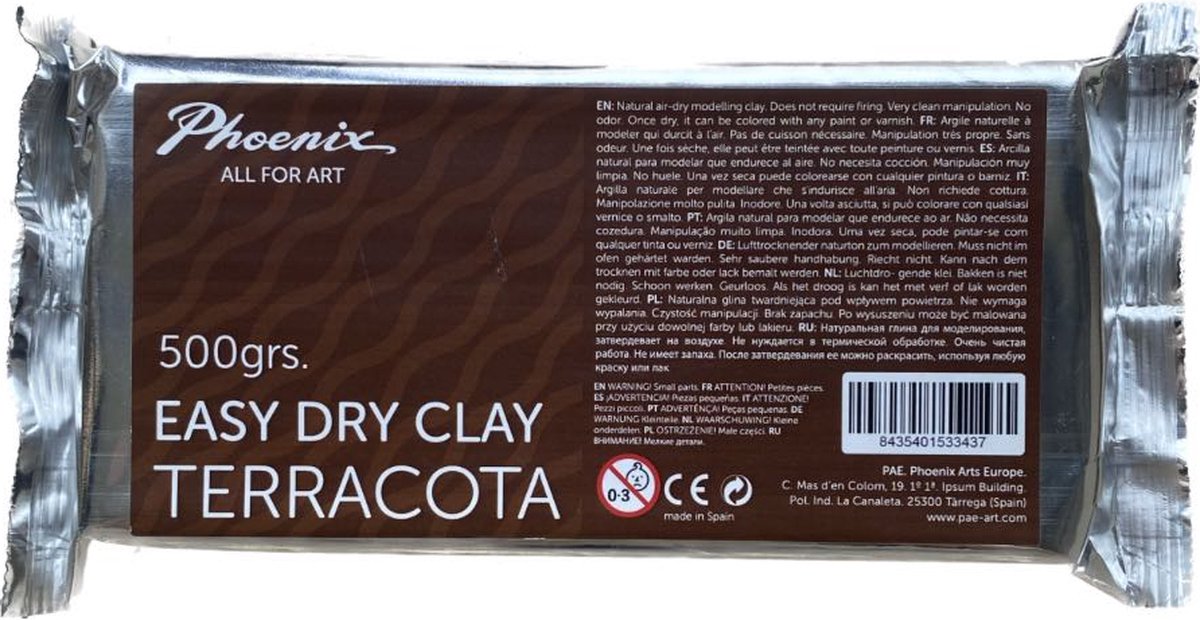 Phoenix
ALL FOR ART
500grs.
EASY DRY CLAY
TERRACOTA
EN: Natural air-dry modelling clay. Does not require firing. Very clean manipulation. No
odor. Once dry, it can be colored with any paint or varnish. FR: Argile naturelle à
modeler qui durcit à l'air. Pas de cuisson nécessaire. Manipulation très propre. Sans
odeur. Une fois sèche, elle peut être teintée avec toute peinture ou vernis. ES: Arcilla
natural para modelar que endurece al aire. No necesita cocción. Manipulación muy
limpia. No huele. Una vez seca puede colorearse con cualquier pintura o barniz. IT:
Argilla naturale per modellare che s'indurisce all'aria. Non richiede cottura.
Manipolazione molto pulita. Inodore. Una volta asciutta, si può colorare con qualsiasi
vernice o smalto. PT: Argila natural para modelar que endurece ao ar. Não necessita
cozedura. Manipulação muito limpa. Inodora. Uma vez seca, pode pintar-se com
qualquer tinta ou verniz. DE: Lufttrocknender naturton zum modellieren. Muss nicht im
ofen gehärtet warden. Sehr saubere handhabung. Riecht nicht. Kann nach dem
trocknen mit farbe oder lack bemalt werden. NL: Luchtdro- gende klei. Bakken is niet
nodig. Schoon werken. Geurloos. Als het droog is kan het met verf of lak worden
gekleurd. PL: Naturalna glina twardniejąca pod wpływem powietrza. Nie wymaga
wypalania. Czystość manipulacji. Brak zapachu. Po wysuszeniu może być malowana
przy użyciu dowolnej farby lub lakieru. RU: Натуральная глина для моделирования,
затвердевает на воздухе. Не нуждается в термической обработке. Очень чистая
работа. Не имеет запаха. После затвердевания ее можно раскрасить, используя любую
краску или лак
EN WARNING! Small parts. FR ATTENTION! Petites pièces.
ES ¡ADVERTENCIA! Piezas pequeñas. IT ATTENZIONE!
Pezzi piccoli. PT ADVERTÉNÇA! Peças pequenas. DE
WARNUNG Kleinteile. NL WAARSCHUWING! Kleine
onderdelen. PL OSTRZEŻENIE! Małe części. RU
ВНИМАНИЕ! Мелкие детали.
8435401533437
0-3
CE
made in Spain
PAE. Phoenix Arts Europe.
C. Mas d'en Colom, 19. 1º 1ª. Ipsum Building.
Pol. Ind. La Canaleta, 25300 Tàrrega (Spain)
www.pae-art.com